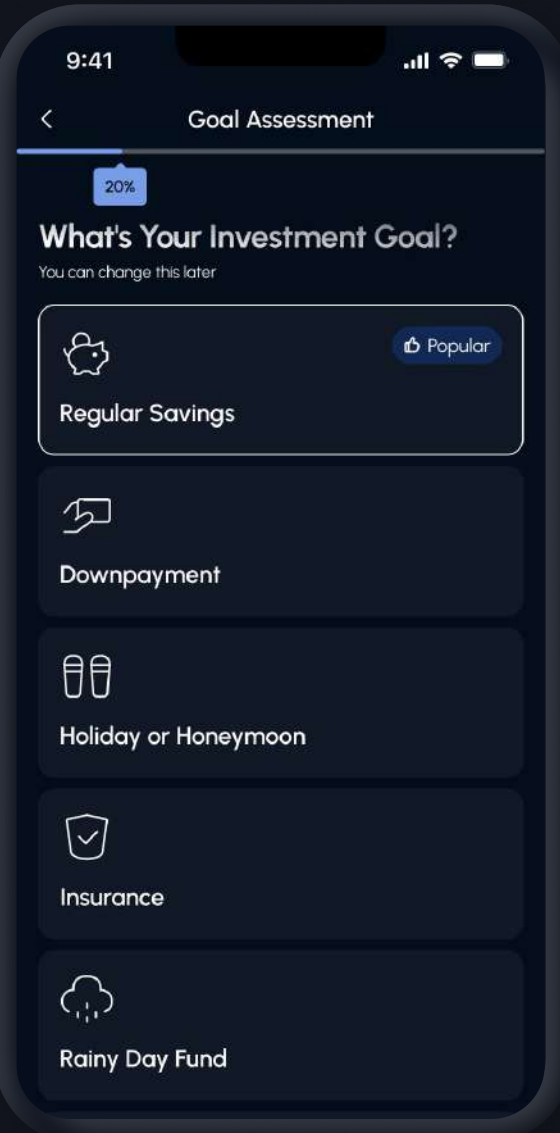 9:41
Goal Assessment
20%
What's Your Investment Goal?
You can change this later
Popular
Regular Savings
Downpayment
Holiday or Honeymoon
Insurance
Rainy Day Fund